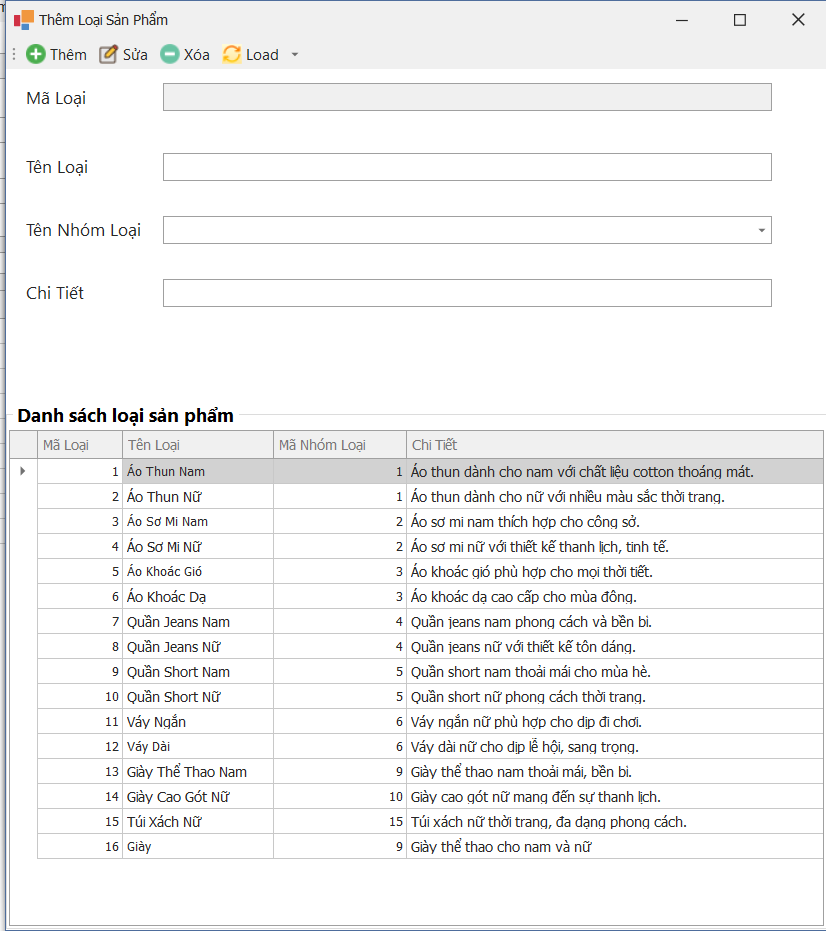 Thêm Loại Sản Phẩm
Thêm Sửa Xóa Load
Mã Loại
Tên Loại
Tên Nhóm Loại
Chi Tiết
Danh sách loại sản phẩm
Mã Loại Tên Loại Mã Nhóm Loại Chi Tiết
1 Áo Thun Nam 1 Áo thun dành cho nam với chất liệu cotton thoáng mát.
2 Áo Thun Nữ 1 Áo thun dành cho nữ với nhiều màu sắc thời trang.
3 Áo Sơ Mi Nam 2 Áo sơ mi nam thích hợp cho công sở.
4 Áo Sơ Mi Nữ 2 Áo sơ mi nữ với thiết kế thanh lịch, tinh tế.
5 Áo Khoác Gió 3 Áo khoác gió phù hợp cho mọi thời tiết.
6 Áo Khoác Dạ 3 Áo khoác dạ cao cấp cho mùa đông.
7 Quần Jeans Nam 4 Quần jeans nam phong cách và bền bỉ.
8 Quần Jeans Nữ 4 Quần jeans nữ với thiết kế tôn dáng.
9 Quần Short Nam 5 Quần short nam thoải mái cho mùa hè.
10 Quần Short Nữ 5 Quần short nữ phong cách thời trang.
11 Váy Ngắn 6 Váy ngắn nữ phù hợp cho dịp đi chơi.
12 Váy Dài 6 Váy dài nữ cho dịp lễ hội, sang trọng.
13 Giày Thể Thao Nam 9 Giày thể thao nam thoải mái, bền bỉ.
14 Giày Cao Gót Nữ 10 Giày cao gót nữ mang đến sự thanh lịch.
15 Túi Xách Nữ 15 Túi xách nữ thời trang, đa dạng phong cách.
16 Giày 9 Giày thể thao cho nam và nữ